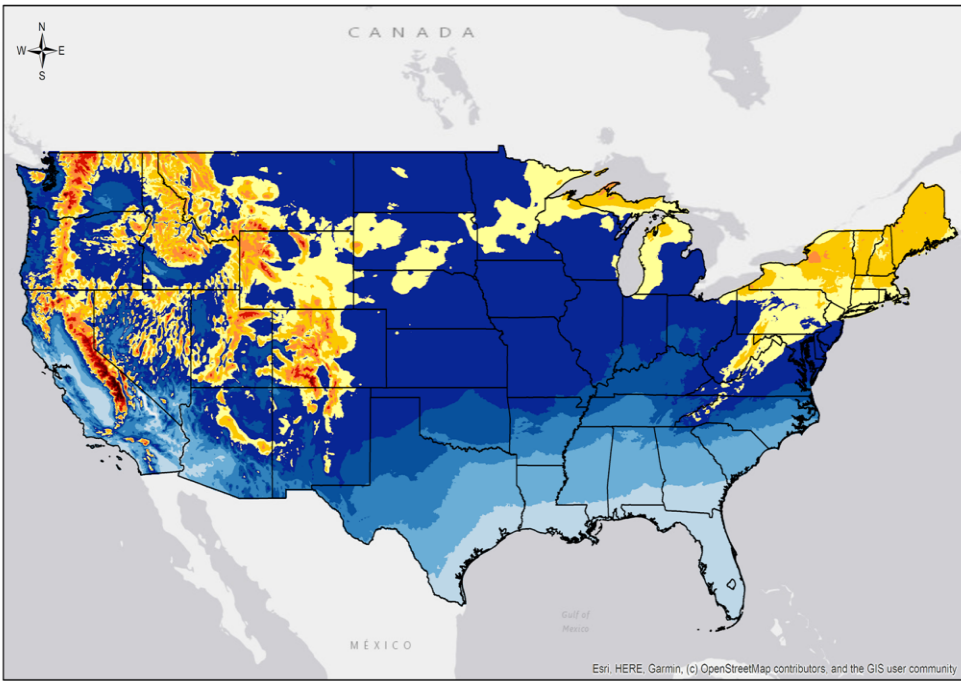 N
W E
S
CANADA
MÉXICO
Gulf of
Mexico
Esri, HERE, Garmin, (c) OpenStreetMap contributors, and the GIS user community